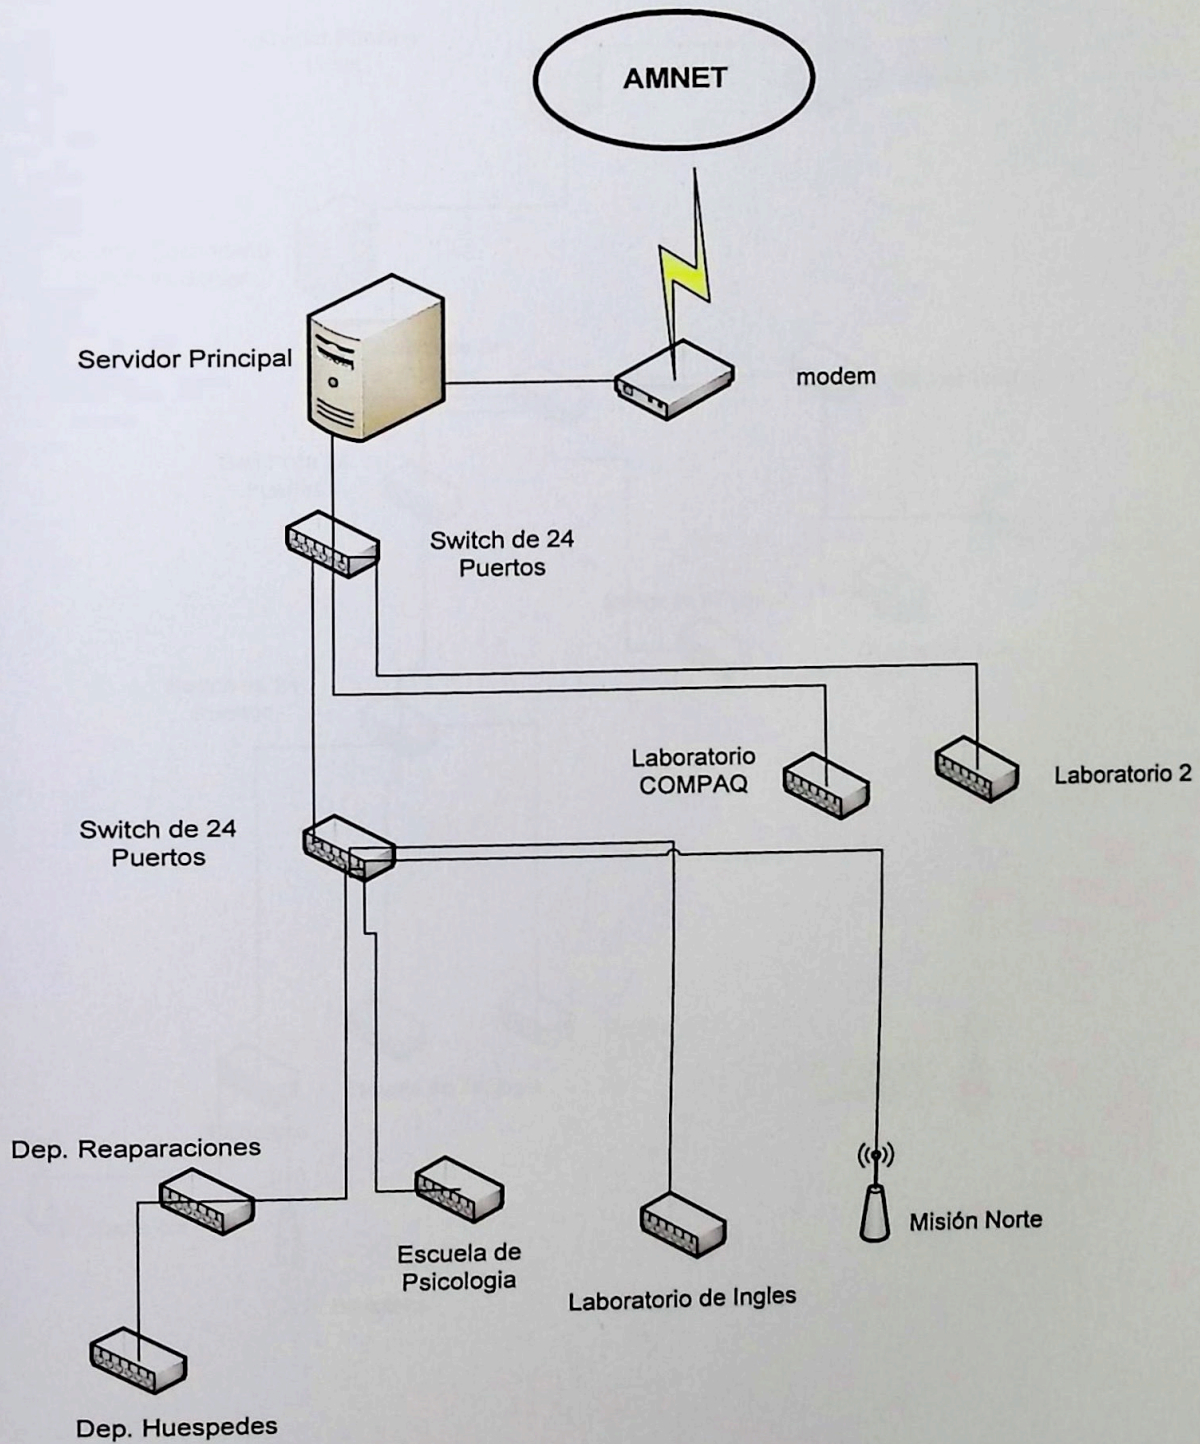 AMNET
Servidor Principal
modem
Switch de 24
Puertos
Laboratorio
COMPAQ
Laboratorio 2
Switch de 24
Puertos
Dep. Reaparaciones
Escuela de
Psicologia
Laboratorio de Ingles
Misión Norte
Dep. Huespedes